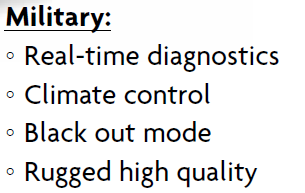 Military:
◦ Real-time diagnostics
◦ Climate control
◦ Black out mode
◦ Rugged high quality